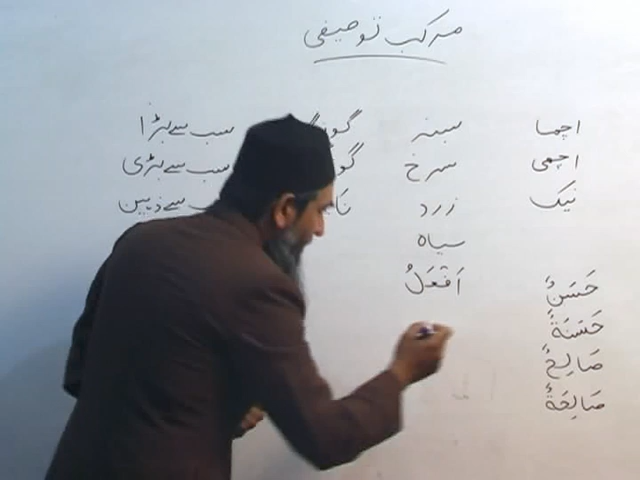 مرکب توصیفی
اچھا سبز سب سے بڑا
اچھی سرخ سب سے بڑی
نیک زرد سے ذہین
سیاہ
حَسَنٌ اَفْعَلُ
حَسَنَةٌ
صَالِحٌ
صَالِحَةٌ